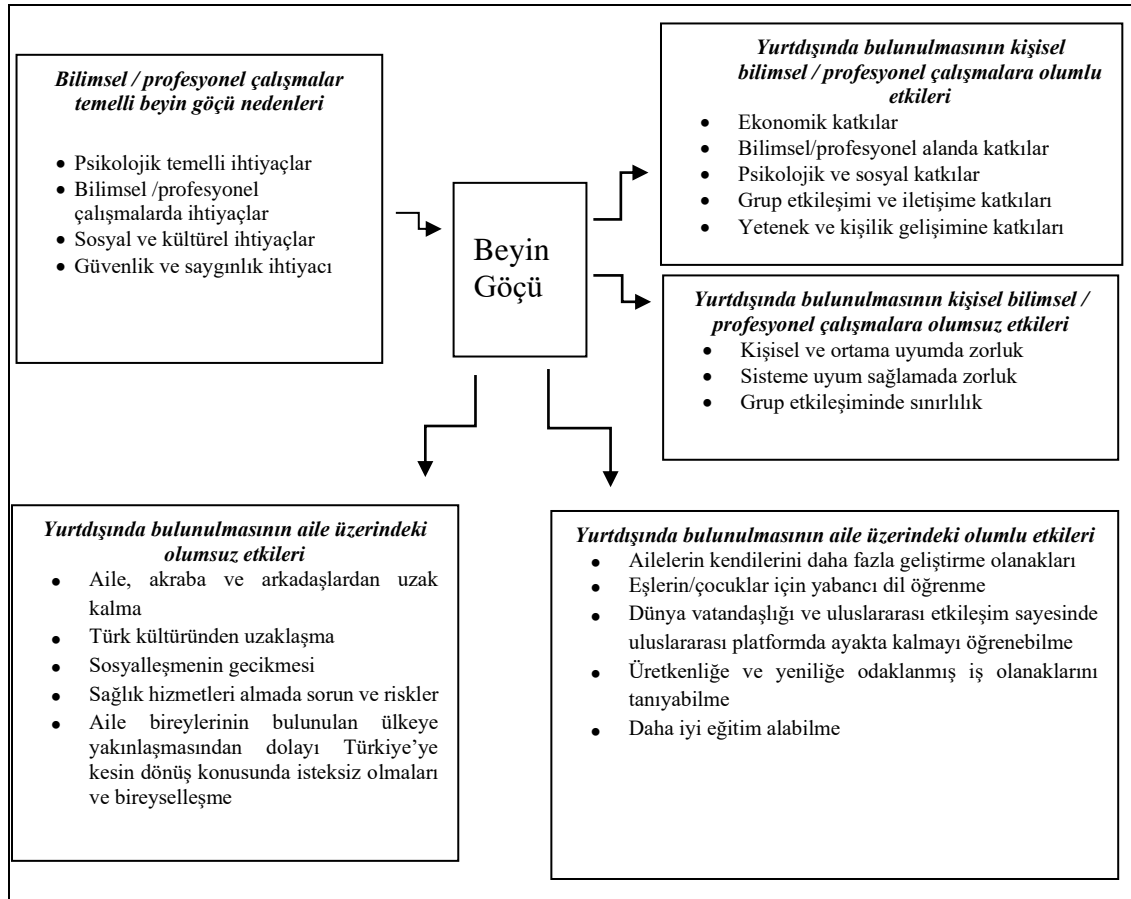 Bilimsel / profesyonel çalışmalar
temelli beyin göçü nedenleri
• Psikolojik temelli ihtiyaçlar
• Bilimsel /profesyonel
çalışmalarda ihtiyaçlar
• Sosyal ve kültürel ihtiyaçlar
• Güvenlik ve saygınlık ihtiyacı
Beyin
Göçü
Yurtdışında bulunulmasının kişisel
bilimsel / profesyonel çalışmalara olumlu
etkileri
• Ekonomik katkılar
• Bilimsel/profesyonel alanda katkılar
• Psikolojik ve sosyal katkılar
• Grup etkileşimi ve iletişime katkıları
• Yetenek ve kişilik gelişimine katkıları
Yurtdışında bulunulmasının kişisel bilimsel /
profesyonel çalışmalara olumsuz etkileri
• Kişisel ve ortama uyumda zorluk
• Sisteme uyum sağlamada zorluk
• Grup etkileşiminde sınırlılık
Yurtdışında bulunulmasının aile üzerindeki
olumsuz etkileri
• Aile, akraba ve arkadaşlardan uzak
kalma
• Türk kültüründen uzaklaşma
• Sosyalleşmenin gecikmesi
• Sağlık hizmetleri almada sorun ve riskler
• Aile bireylerinin bulunulan ülkeye
yakınlaşmasından dolayı Türkiye’ye
kesin dönüş konusunda isteksiz olmaları
ve bireyselleşme
Yurtdışında bulunulmasının aile üzerindeki olumlu etkileri
• Ailelerin kendilerini daha fazla geliştirme olanakları
• Eşlerin/çocuklar için yabancı dil öğrenme
• Dünya vatandaşlığı ve uluslararası etkileşim sayesinde
uluslararası platformda ayakta kalmayı öğrenebilme
• Üretkenliğe ve yeniliğe odaklanmış iş olanaklarını
tanıyabilme
• Daha iyi eğitim alabilme